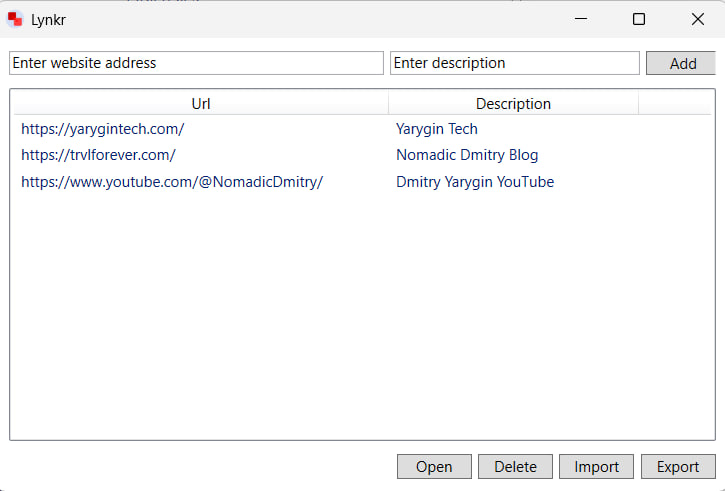 Lynkr
Enter website address Enter description Add
Url Description
https://yarygintech.com/ Yarygin Tech
https://trvlforever.com/ Nomadic Dmitry Blog
https://www.youtube.com/@NomadicDmitry/ Dmitry Yarygin YouTube
Open Delete Import Export